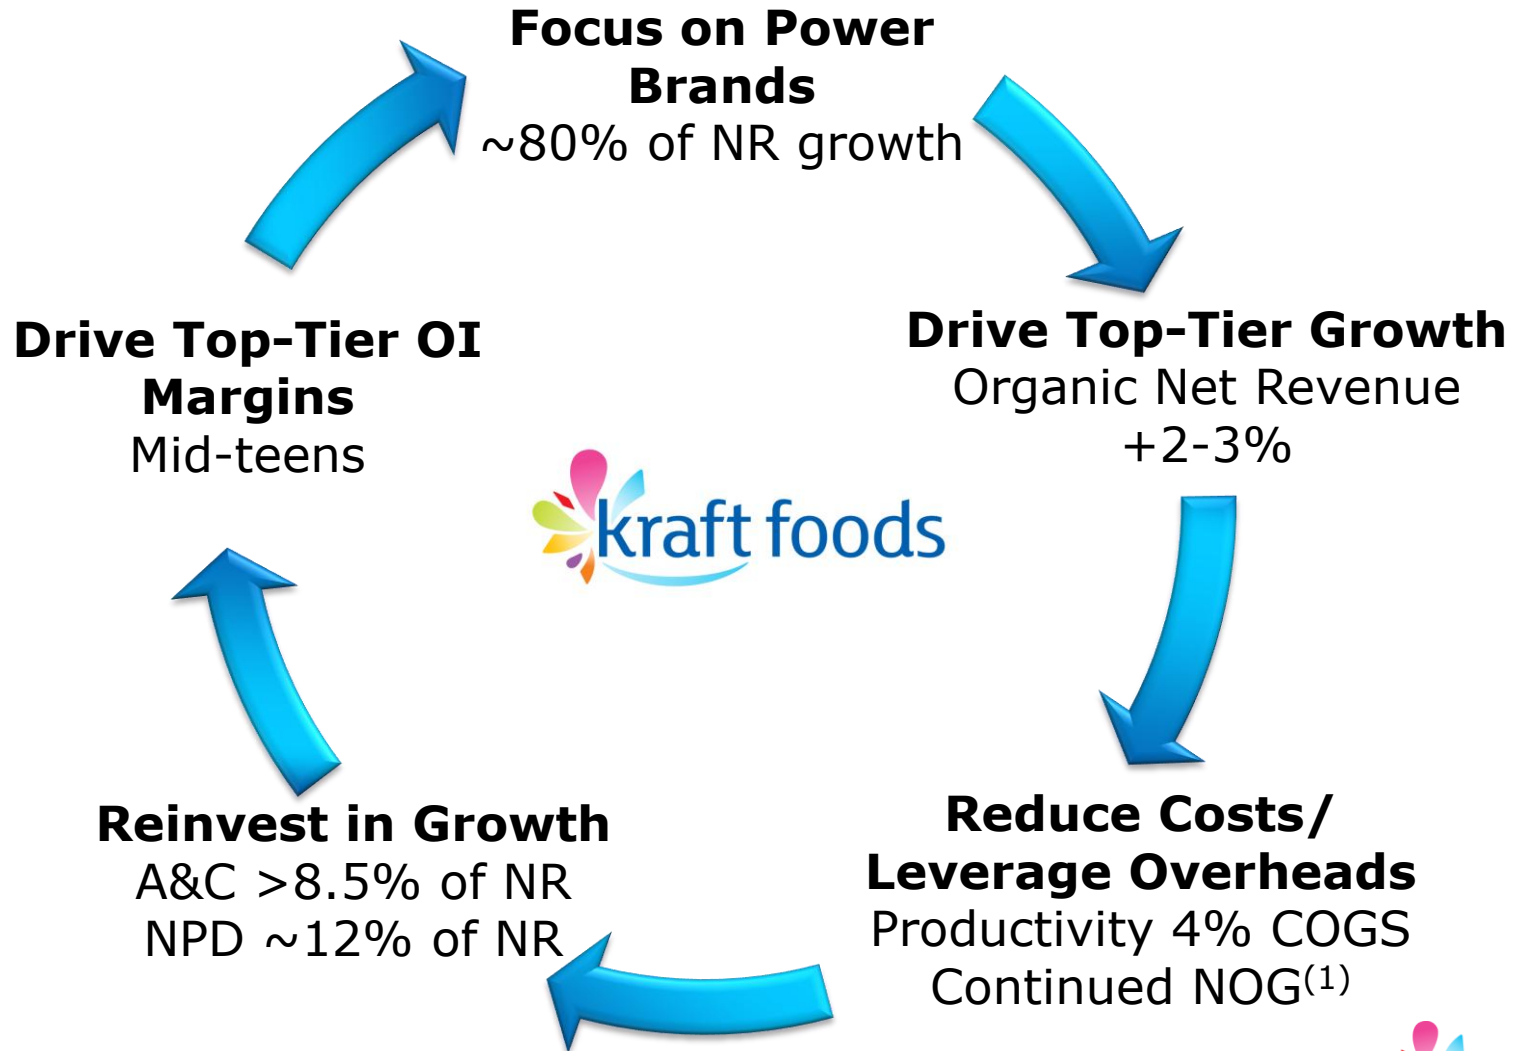 Focus on Power
Brands
~80% of NR growth
Drive Top-Tier Growth
Organic Net Revenue
+2-3%
Reduce Costs/
Leverage Overheads
Productivity 4% COGS
Continued NOG(1)
Reinvest in Growth
A&C >8.5% of NR
NPD ~12% of NR
Drive Top-Tier OI
Margins
Mid-teens
kraft foods